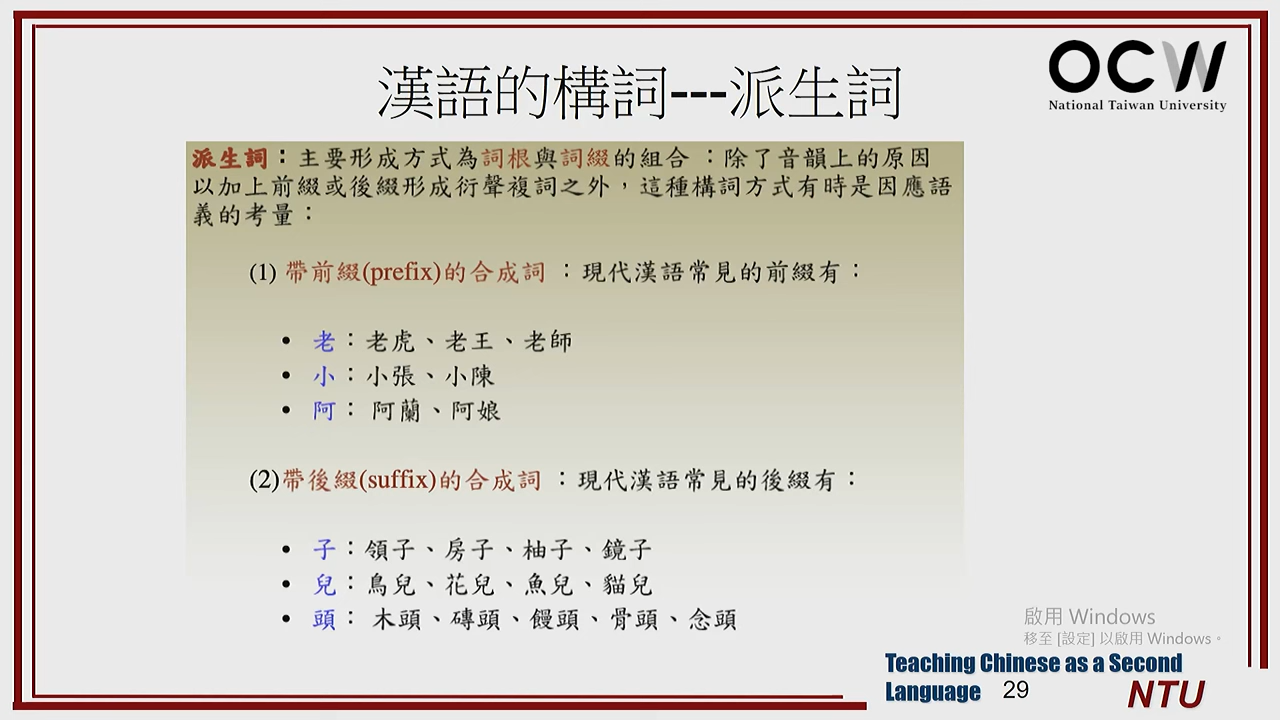 OCW
National Taiwan University
漢語的構詞---派生詞
派生詞：主要形成方式為詞根與詞綴的組合：除了音韻上的原因
以加上前綴或後綴形成衍聲複詞之外，這種構詞方式有時是因應語
義的考量：
(1) 帶前綴(prefix)的合成詞：現代漢語常見的前綴有：
• 老：老虎、老王、老師
• 小：小張、小陳
• 阿： 阿蘭、阿娘
(2)帶後綴(suffix)的合成詞：現代漢語常見的後綴有：
• 子：領子、房子、柚子、鏡子
• 兒：鳥兒、花兒、魚兒、貓兒
• 頭： 木頭、磚頭、饅頭、骨頭、念頭
啟用 Windows
移至 [設定] 以啟用 Windows。
Teaching Chinese as a Second
Language 29
NTU